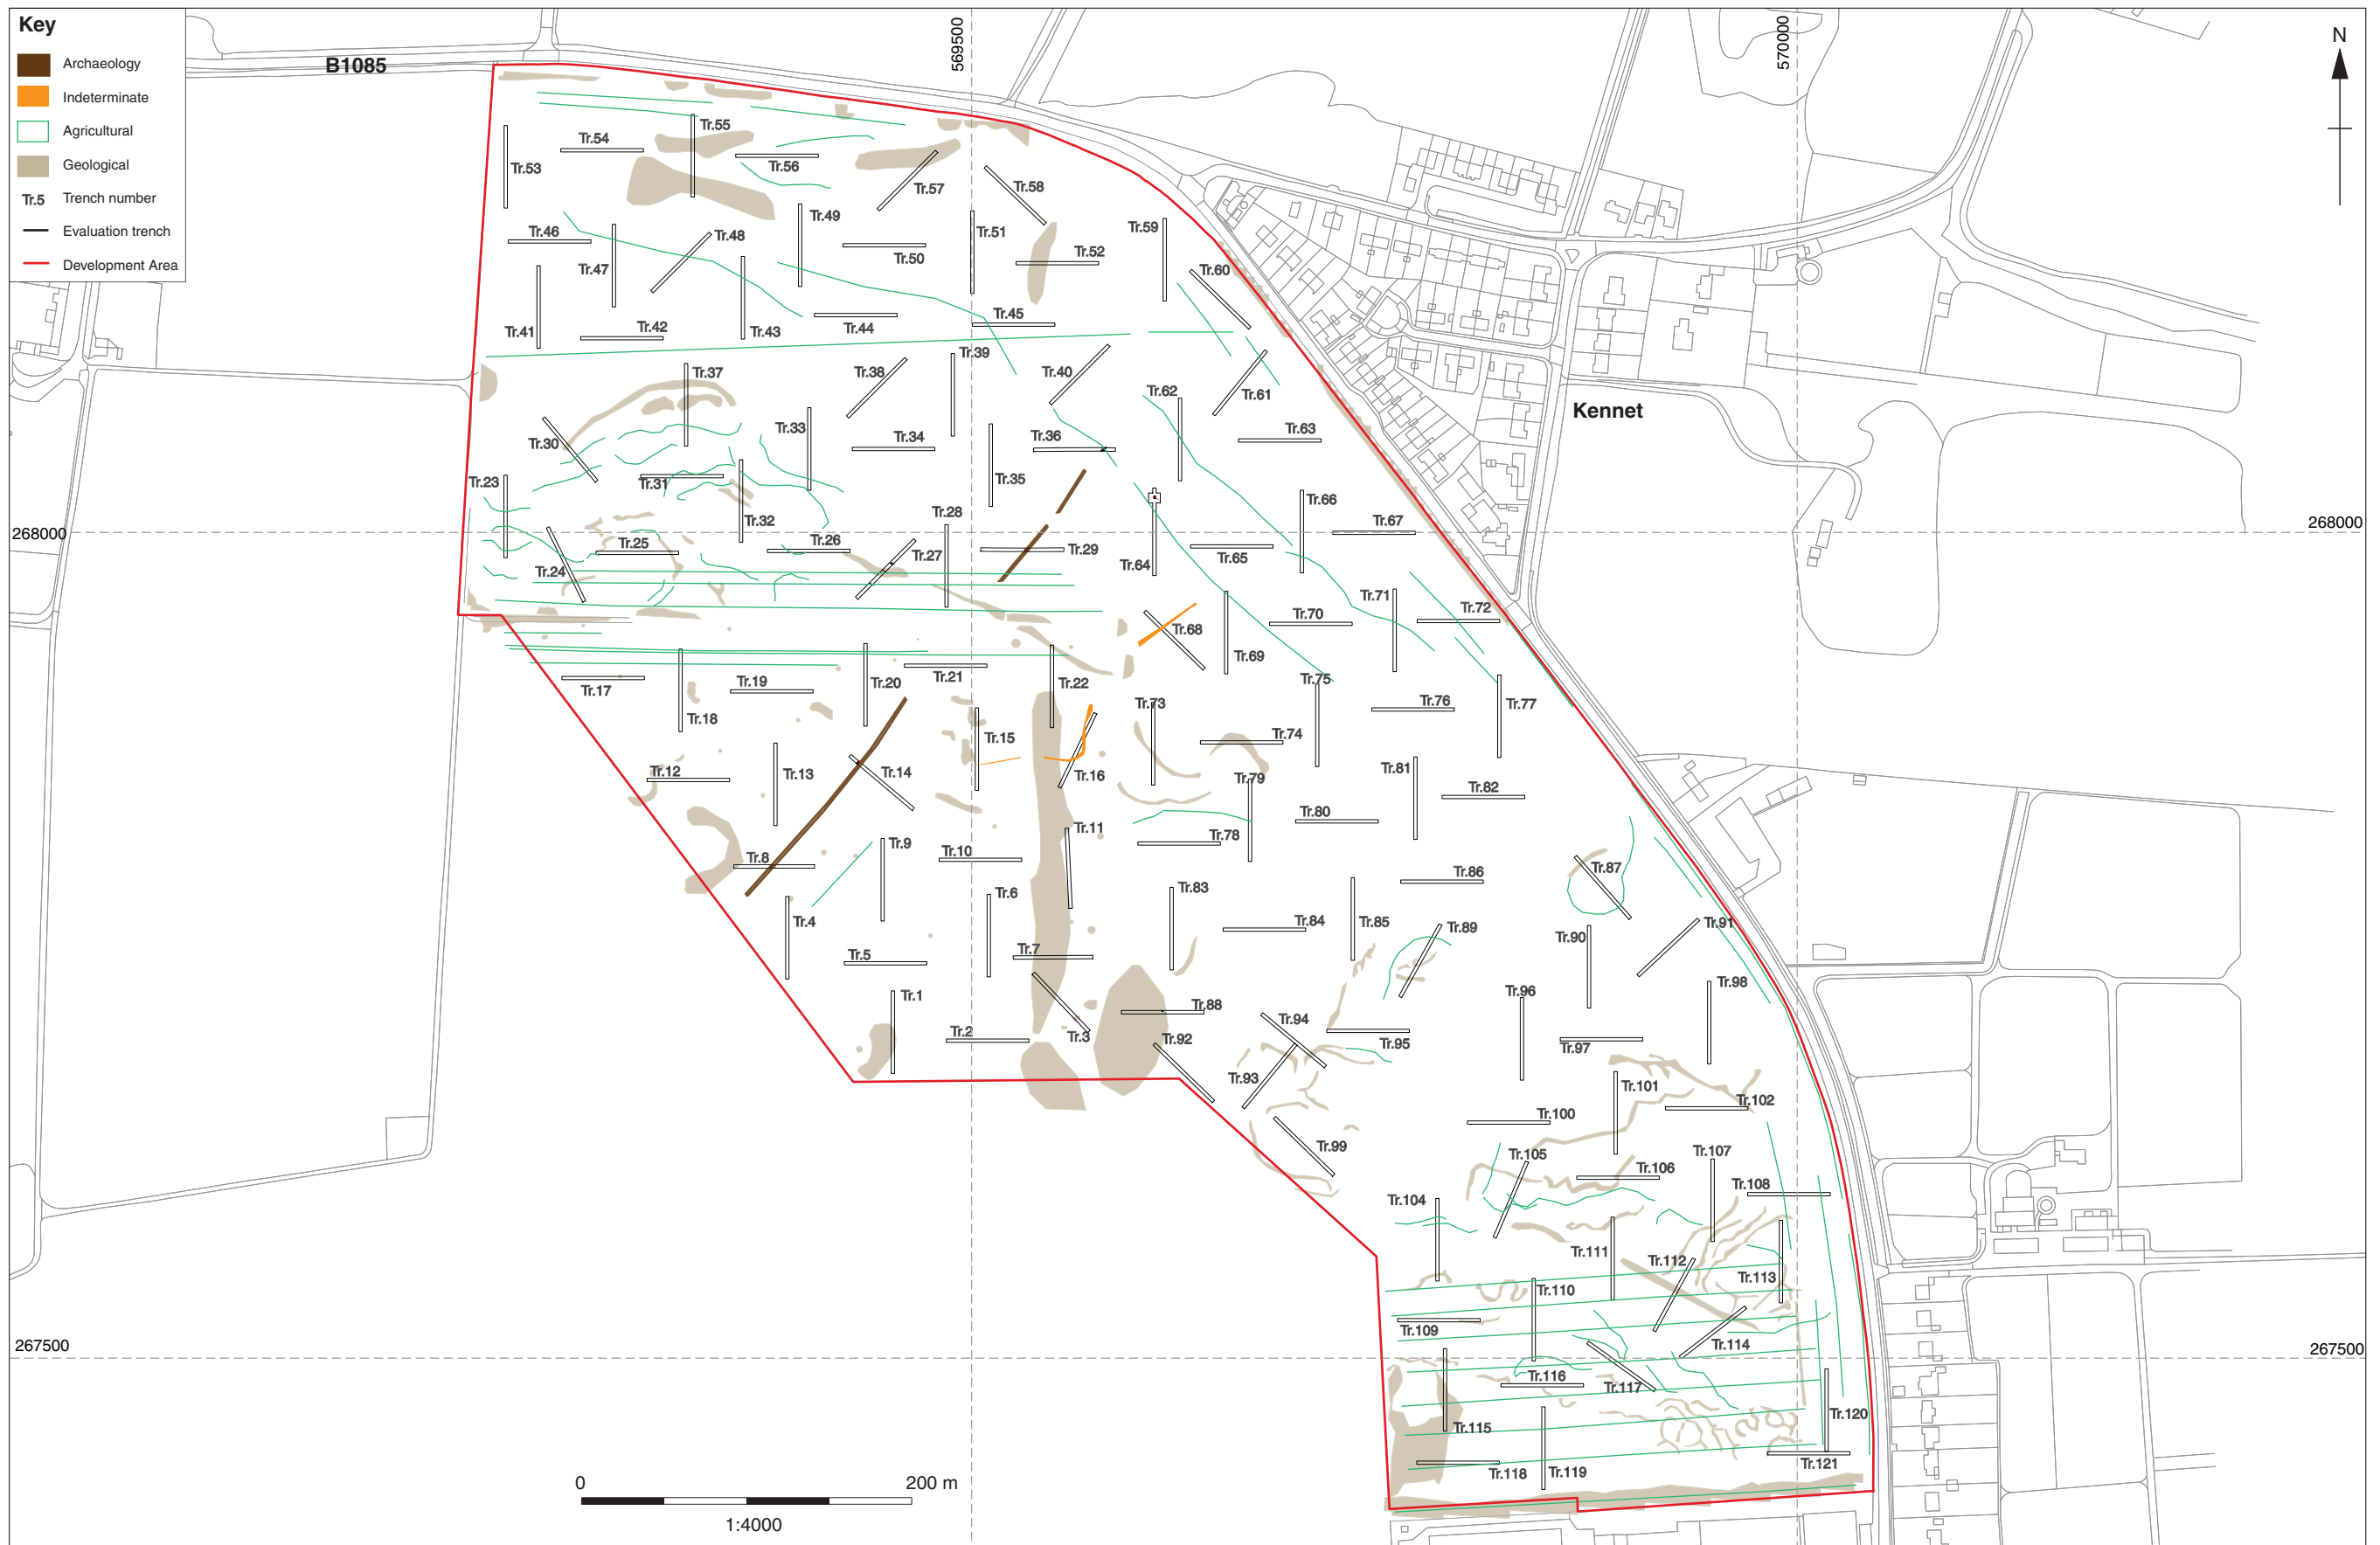 Key
Archaeology
Indeterminate
Agricultural
Geological
Tr.5 Trench number
Evaluation trench
Development Area
B1085
569500
570000
N
Kennet
268000
268000
267500
267500
Tr.53
Tr.54
Tr.55
Tr.56
Tr.57
Tr.58
Tr.59
Tr.60
Tr.46
Tr.47
Tr.48
Tr.49
Tr.50
Tr.51
Tr.52
Tr.41
Tr.42
Tr.43
Tr.44
Tr.45
Tr.37
Tr.38
Tr.39
Tr.40
Tr.61
Tr.62
Tr.63
Tr.30
Tr.33
Tr.34
Tr.36
Tr.35
Tr.23
Tr.31
Tr.32
Tr.28
Tr.66
Tr.67
Tr.24
Tr.25
Tr.26
Tr.27
Tr.29
Tr.64
Tr.65
Tr.68
Tr.69
Tr.70
Tr.71
Tr.72
Tr.17
Tr.18
Tr.19
Tr.20
Tr.21
Tr.22
Tr.73
Tr.74
Tr.75
Tr.76
Tr.77
Tr.12
Tr.13
Tr.14
Tr.15
Tr.16
Tr.79
Tr.81
Tr.82
Tr.80
Tr.78
Tr.8
Tr.9
Tr.10
Tr.11
Tr.83
Tr.84
Tr.85
Tr.86
Tr.87
Tr.4
Tr.5
Tr.6
Tr.7
Tr.89
Tr.90
Tr.91
Tr.1
Tr.2
Tr.3
Tr.88
Tr.92
Tr.94
Tr.93
Tr.95
Tr.96
Tr.97
Tr.98
Tr.99
Tr.100
Tr.101
Tr.102
Tr.104
Tr.105
Tr.106
Tr.107
Tr.108
Tr.109
Tr.110
Tr.111
Tr.112
Tr.113
Tr.114
Tr.115
Tr.116
Tr.117
Tr.118
Tr.119
Tr.120
Tr.121
0 200 m
1:4000